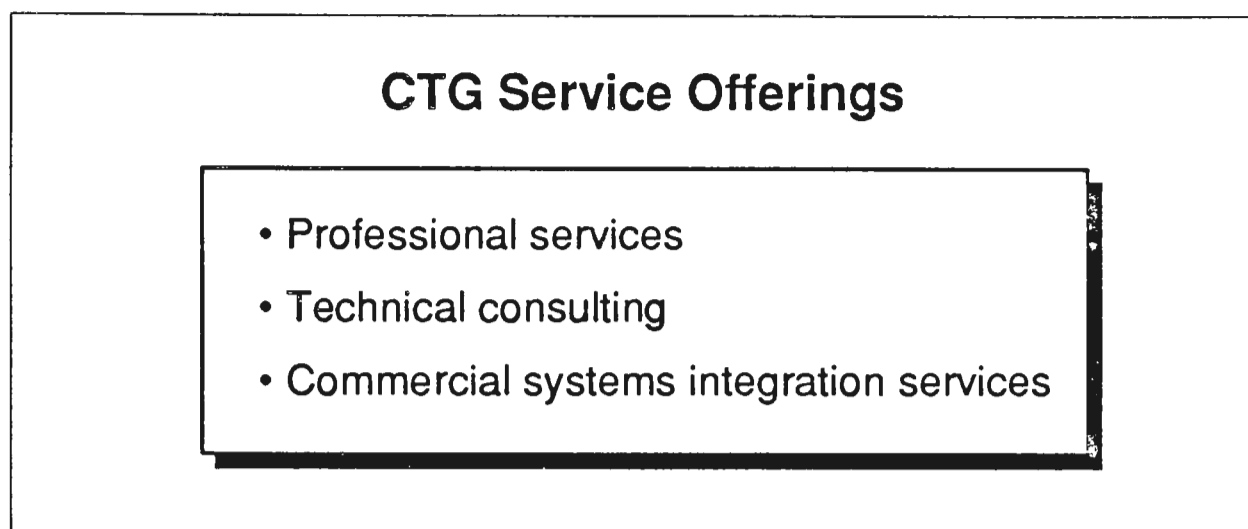 CTG Service Offerings
• Professional services
• Technical consulting
• Commercial systems integration services